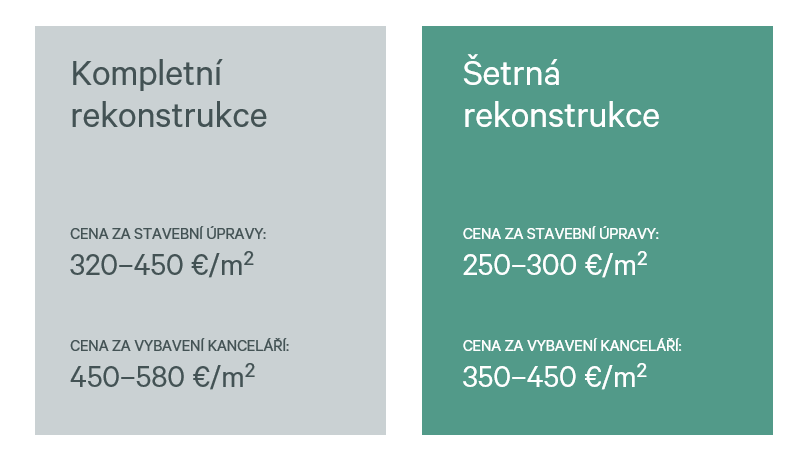 Kompletní
rekonstrukce
CENA ZA STAVEBNÍ ÚPRAVY:
320–450 €/m²
CENA ZA VYBAVENÍ KANCELÁŘÍ:
450–580 €/m²
Šetrná
rekonstrukce
CENA ZA STAVEBNÍ ÚPRAVY:
250–300 €/m²
CENA ZA VYBAVENÍ KANCELÁŘÍ:
350–450 €/m²